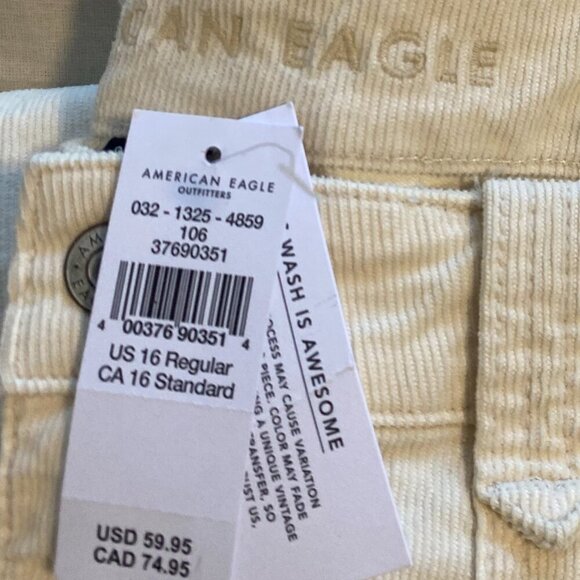 AN EAGLE
AMERICAN EAGLE
OUTFITTERS
032 - 1325 - 4859
106
37690351
4 00376 90351 4
US 16 Regular
CA 16 Standard
USD 59.95
CAD 74.95
WASH IS AWESOME
MAY CAUSE VARIATION
PIECE. COLOR MAY FADE
A UNIQUE VINTAGE
TRANSFER, SO
US,
AM